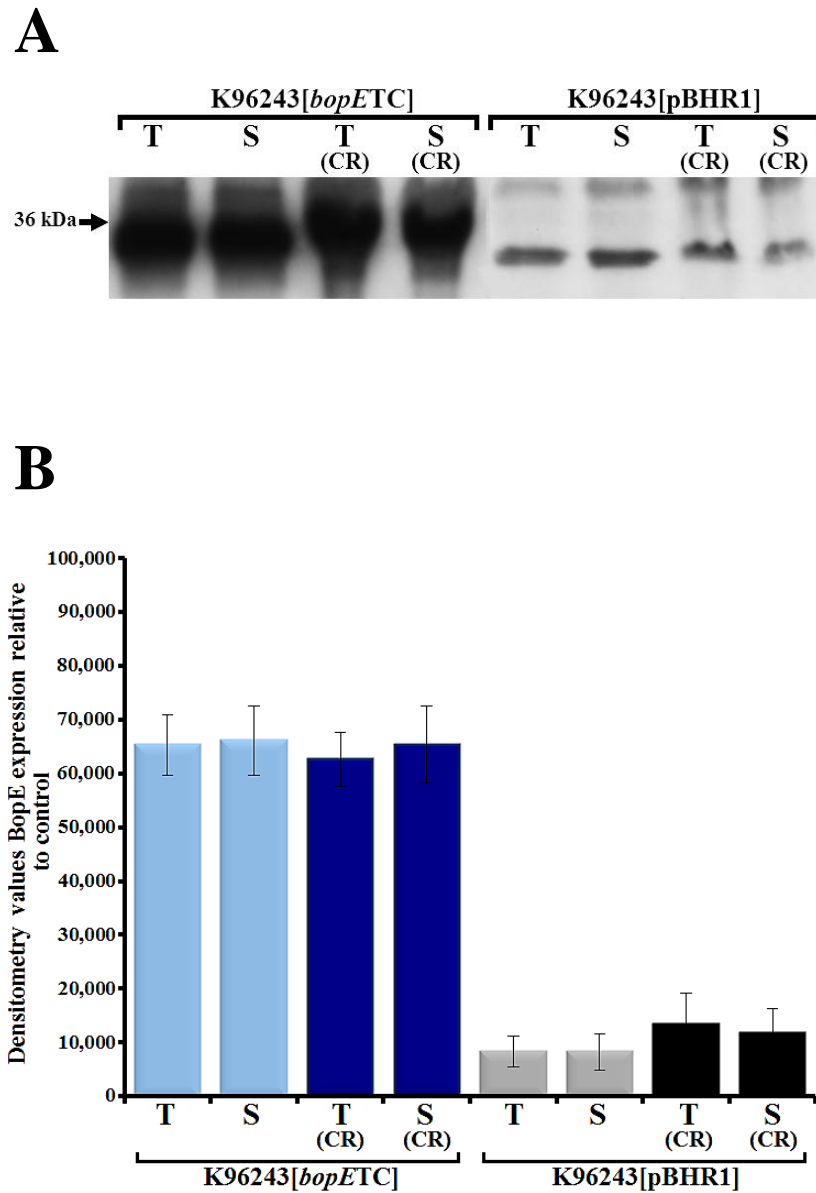 A
K96243[bopETC] K96243[pBHR1]
T S T S T S T S
(CR) (CR) (CR) (CR)
36 kDa
B
Densitometry values BopE expression relative
to control
100,000
90,000
80,000
70,000
60,000
50,000
40,000
30,000
20,000
10,000
0
T S T S T S T S
(CR) (CR) (CR) (CR)
K96243[bopETC] K96243[pBHR1]